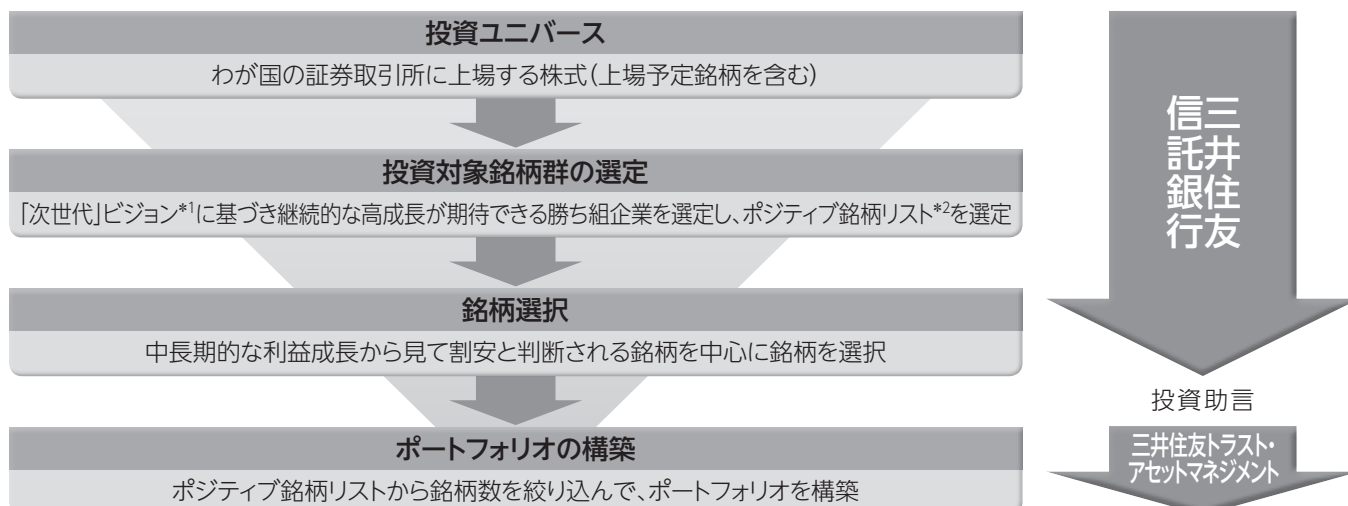 投資ユニバース
わが国の証券取引所に上場する株式(上場予定銘柄を含む)
投資対象銘柄群の選定
「次世代」ビジョン*1に基づき継続的な高成長が期待できる勝ち組企業を選定し、ポジティブ銘柄リスト*2を選定
銘柄選択
中長期的な利益成長から見て割安と判断される銘柄を中心に銘柄を選択
ポートフォリオの構築
ポジティブ銘柄リストから銘柄数を絞り込んで、ポートフォリオを構築
三井住友
信託銀行
投資助言
三井住友トラスト・
アセットマネジメント